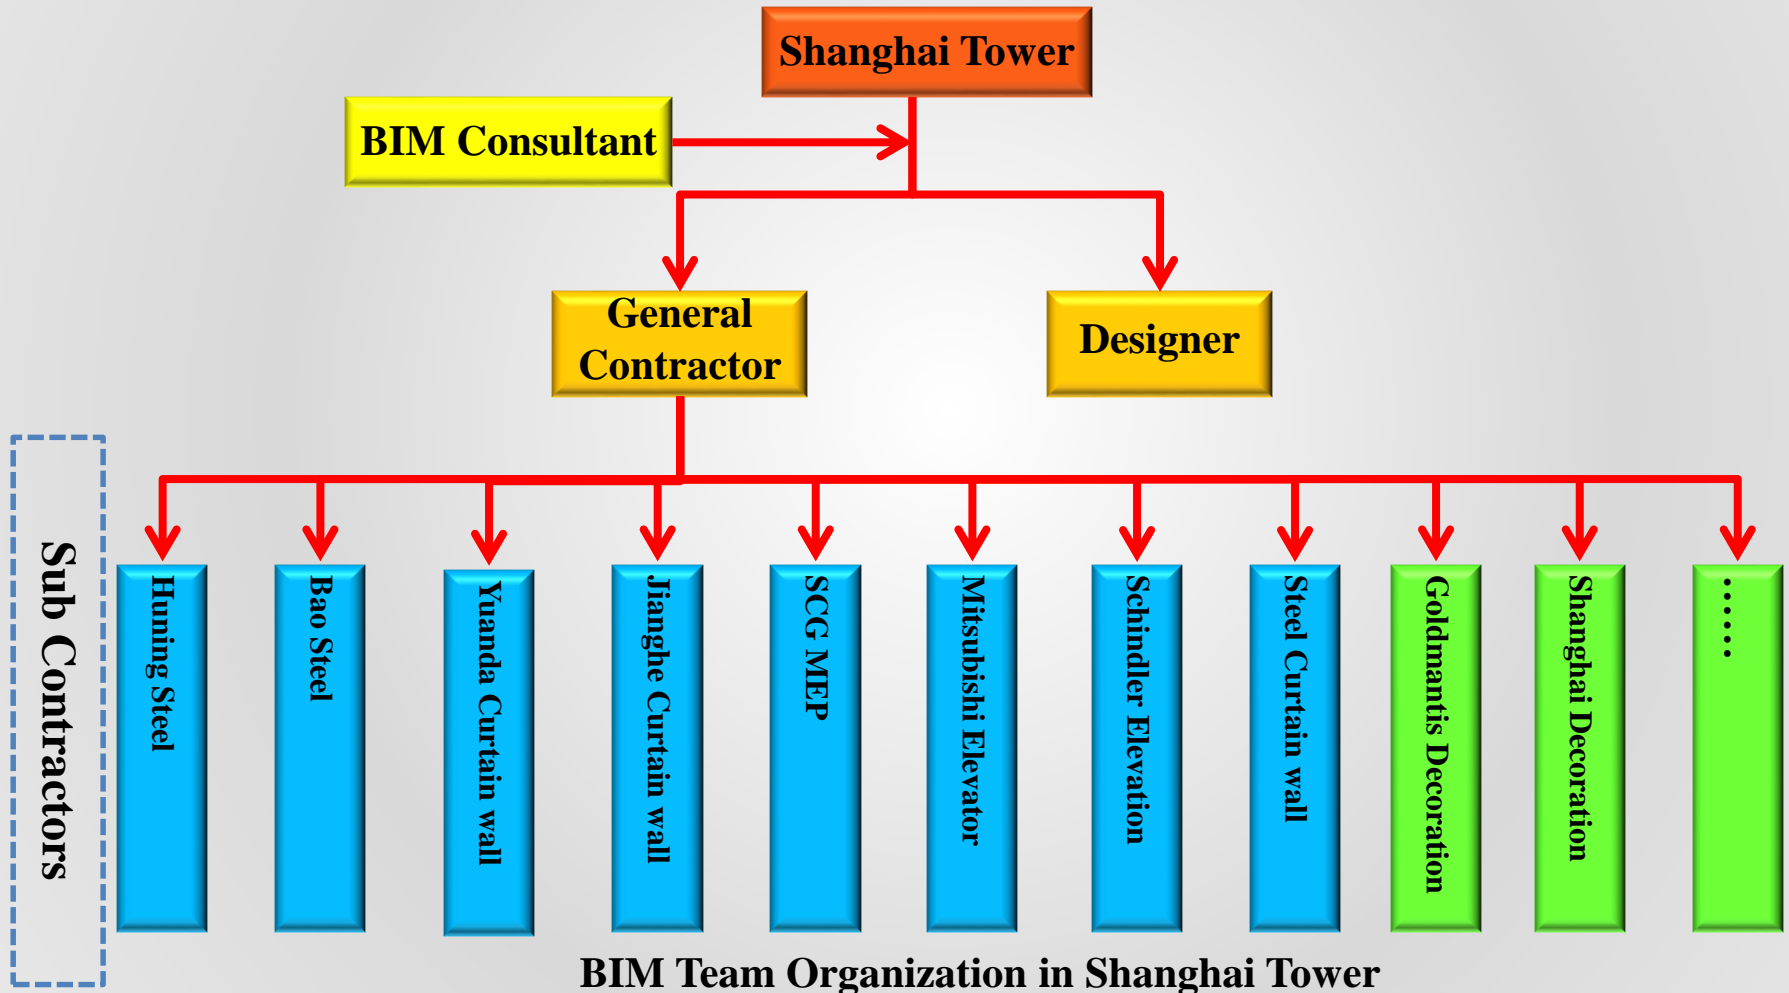 Shanghai Tower
BIM Consultant
General
Contractor
Designer
Sub Contractors
Huning Steel
Bao Steel
Yuanda Curtain wall
Jianghe Curtain wall
SCG MEP
Mitsubishi Elevator
Schindler Elevation
Steel Curtain wall
Goldmantis Decoration
Shanghai Decoration
......
BIM Team Organization in Shanghai Tower